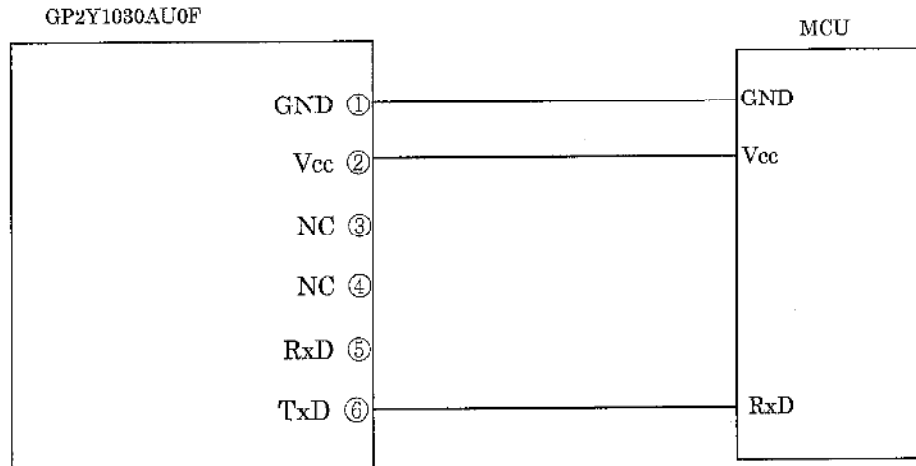 GP2Y1030AU0F
MCU
GND ① GND
Vcc ② Vcc
NC ③
NC ④
RxD ⑤
TxD ⑥ RxD